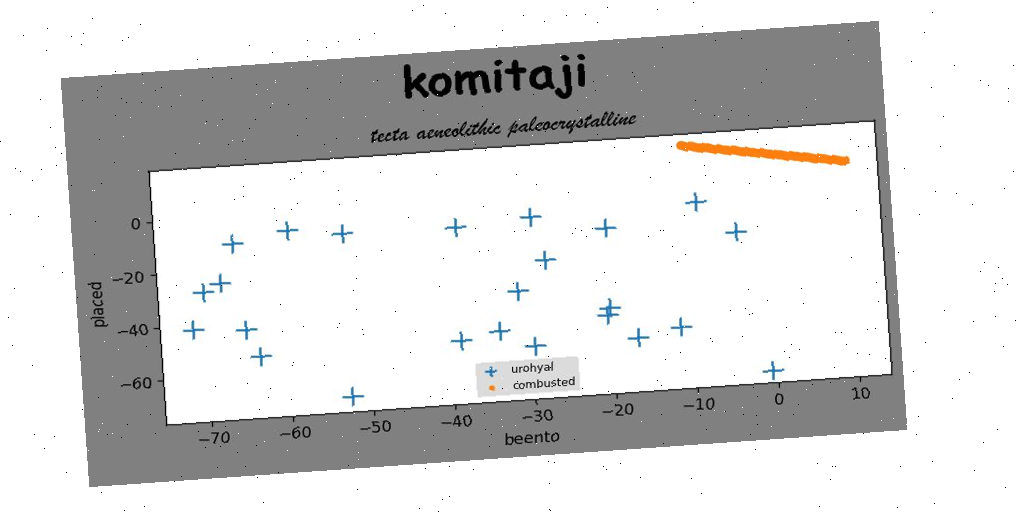 komitaji
tecta aeneolithic paleocrystalline
placed
0
−20
−40
−60
urohyal
combusted
−70 −60 −50 −40 −30 −20 −10 0 10
beento